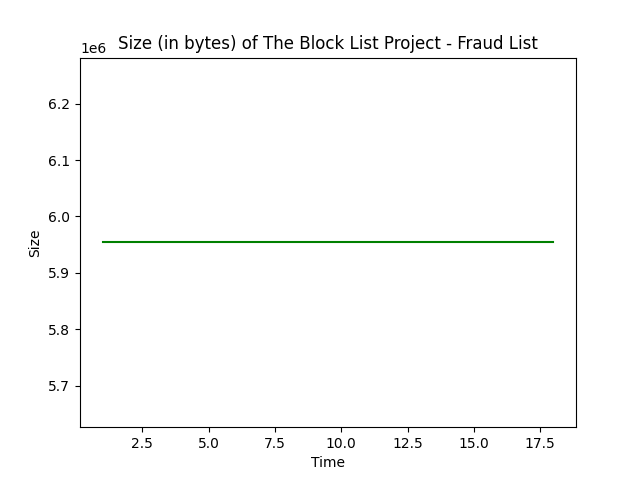 Size (in bytes) of The Block List Project - Fraud List
1e6
6.2
6.1
6.0
5.9
5.8
5.7
Size
2.5 5.0 7.5 10.0 12.5 15.0 17.5
Time